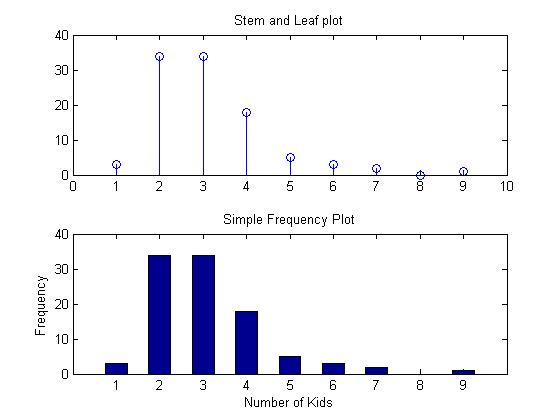 Stem and Leaf plot
40
30
20
10
0
0 1 2 3 4 5 6 7 8 9 10
Simple Frequency Plot
40
30
20
10
0
Frequency
1 2 3 4 5 6 7 8 9
Number of Kids